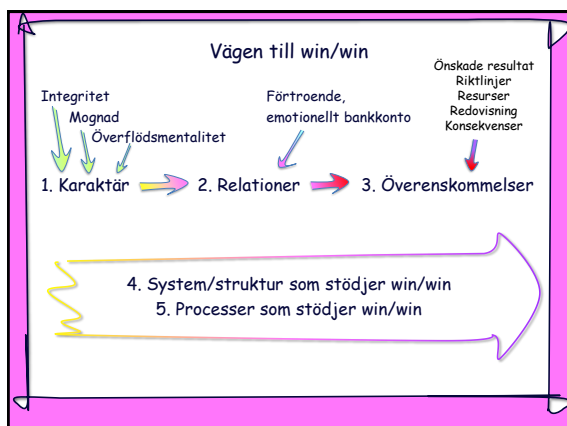 Vägen till win/win
Önskade resultat
Riktlinjer
Resurser
Redovisning
Konsekvenser
Integritet
Mognad
Överflödsmentalitet
Förtroende,
emotionellt bankkonto
1. Karaktär
2. Relationer
3. Överenskommelser
4. System/struktur som stödjer win/win
5. Processer som stödjer win/win